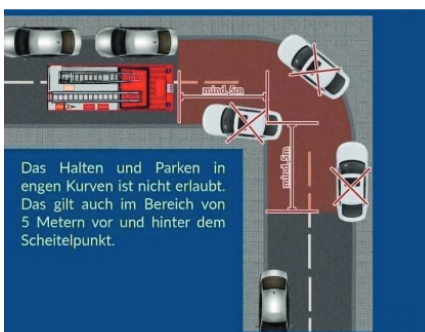 mind. 5m
mind. 5m
Das Halten und Parken in
engen Kurven ist nicht erlaubt.
Das gilt auch im Bereich von
5 Metern vor und hinter dem
Scheitelpunkt.